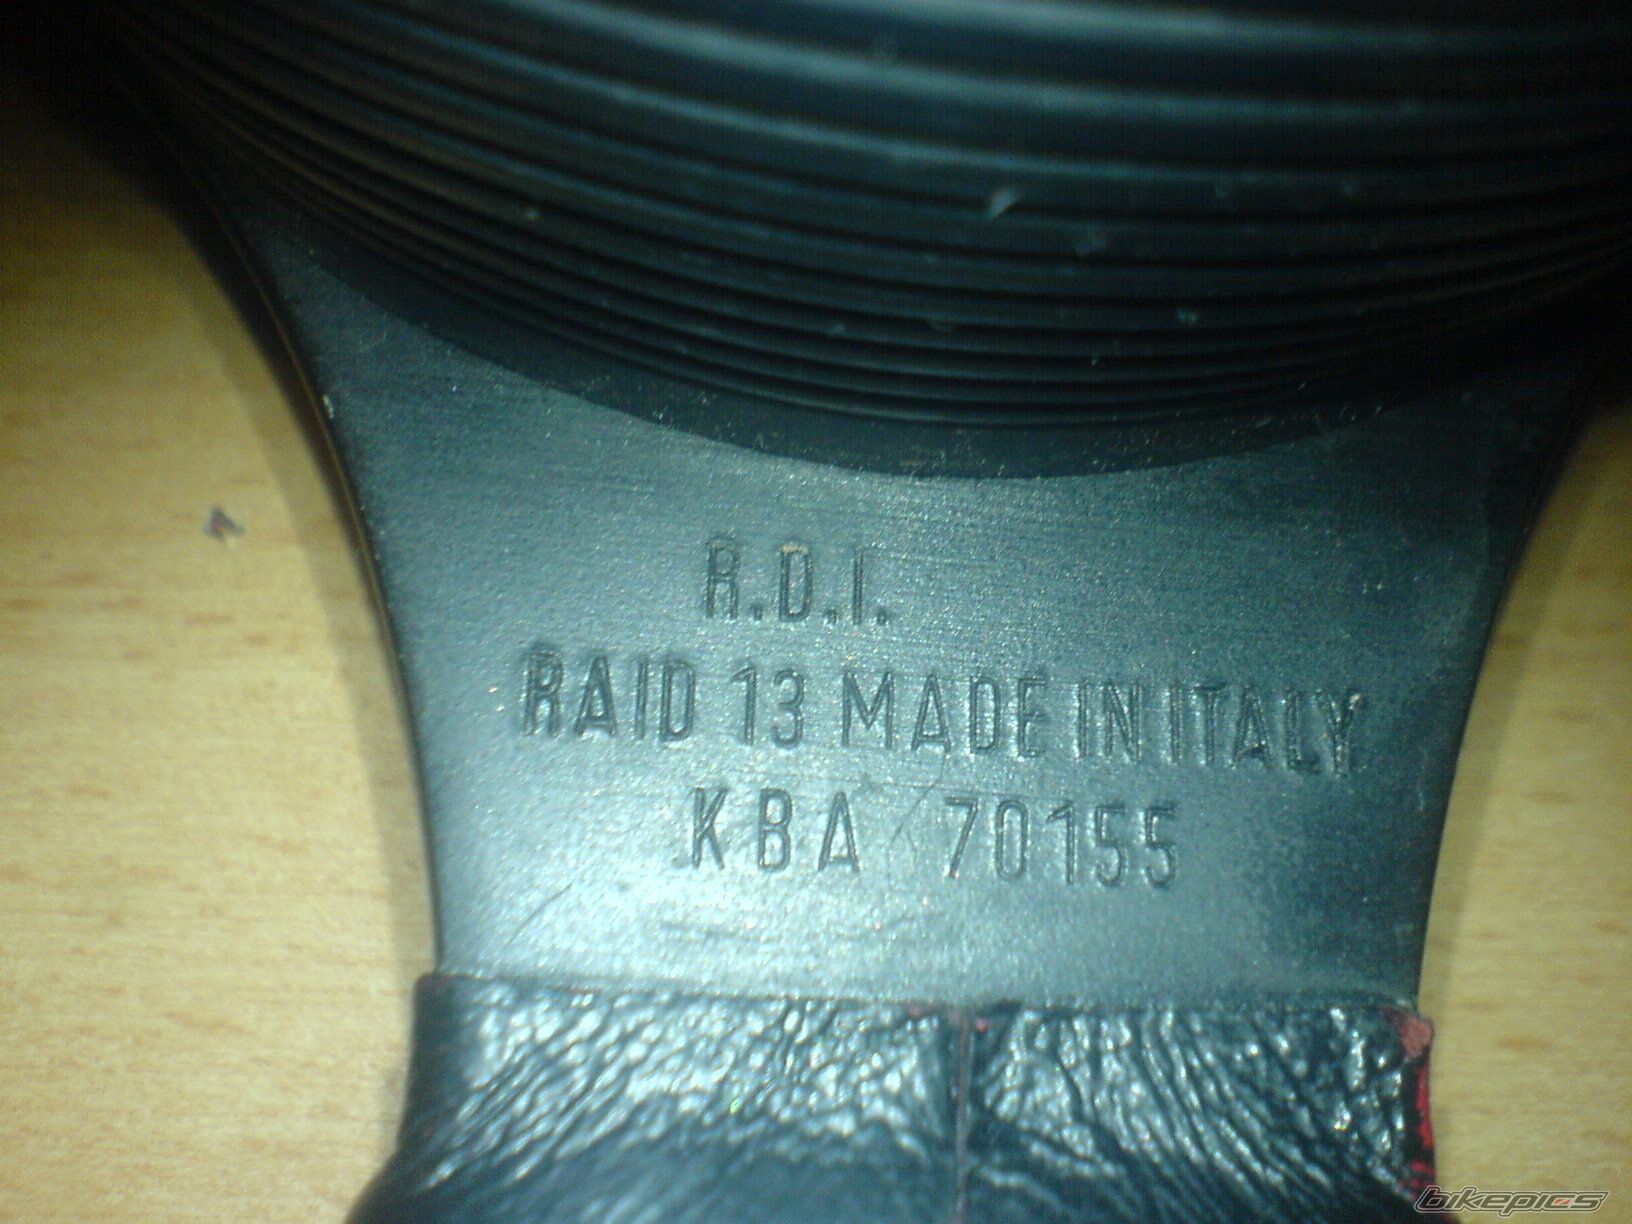 R.D.I.
RAID 13 MADE IN ITALY
KBA 70155
bikepics